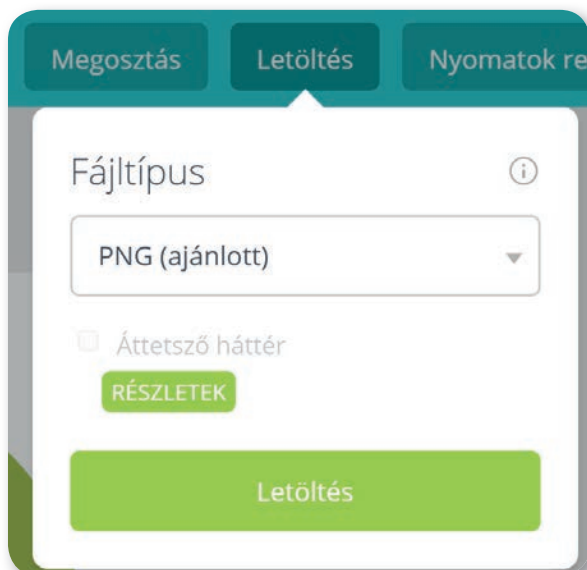 Megosztás Letöltés Nyomatok re
Fájltípus
PNG (ajánlott)
Áttetsző háttér
RÉSZLETEK
Letöltés